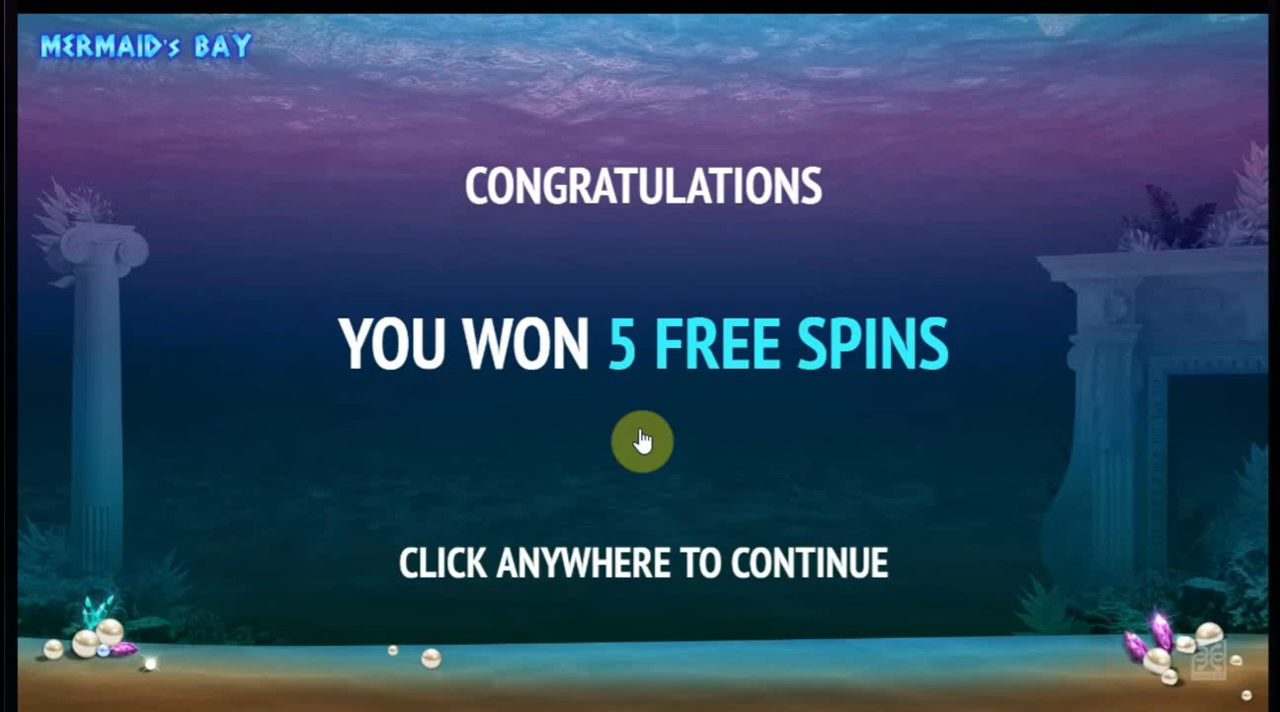 MERMAID's BAY
CONGRATULATIONS
YOU WON 5 FREE SPINS
CLICK ANYWHERE TO CONTINUE